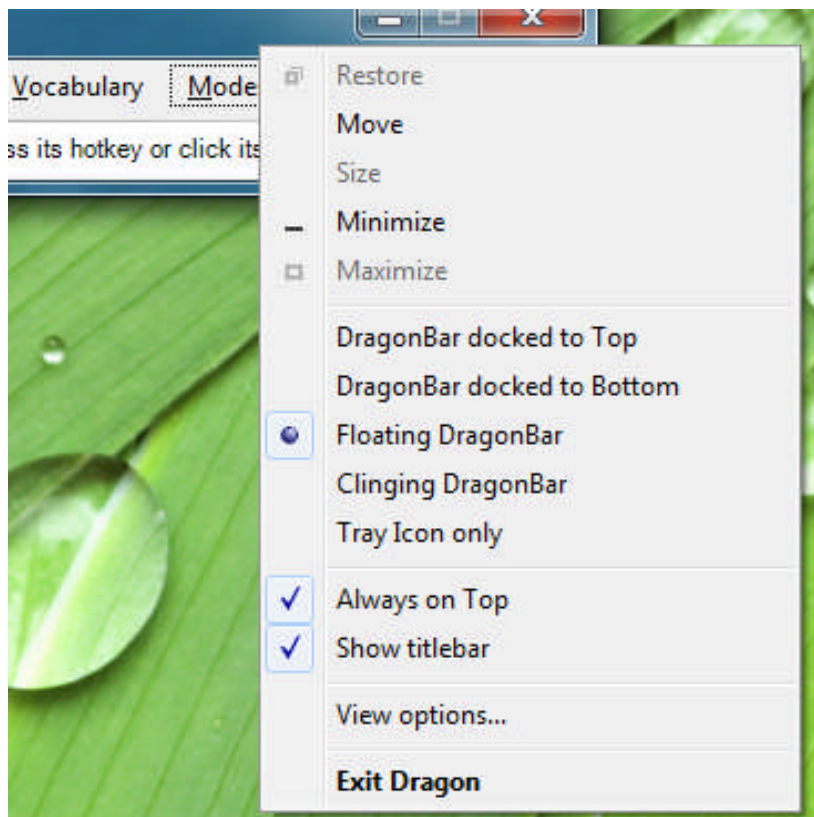 Vocabulary Mode
ss its hotkey or click its
Restore
Move
Size
Minimize
Maximize
DragonBar docked to Top
DragonBar docked to Bottom
Floating DragonBar
Clinging DragonBar
Tray Icon only
Always on Top
Show titlebar
View options...
Exit Dragon